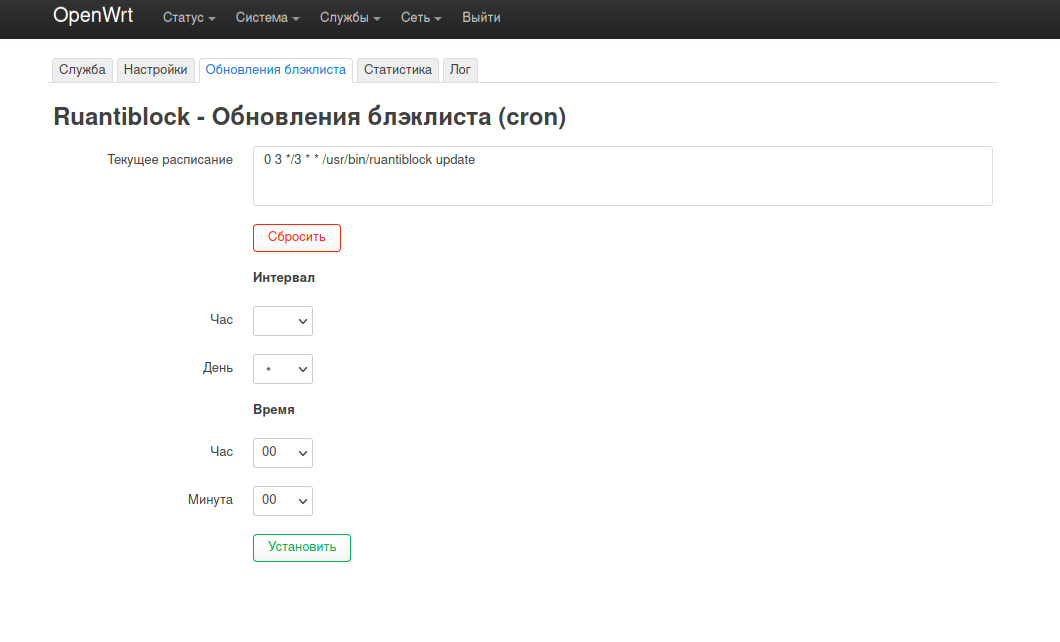 OpenWrt Статус Система Службы Сеть Выйти
Служба Настройки Обновления блэклиста Статистика Лог
Ruantiblock - Обновления блэклиста (cron)
Текущее расписание 0 3 */3 * * /usr/bin/ruantiblock update
Сбросить
Интервал
Час
День *
Время
Час 00
Минута 00
Установить